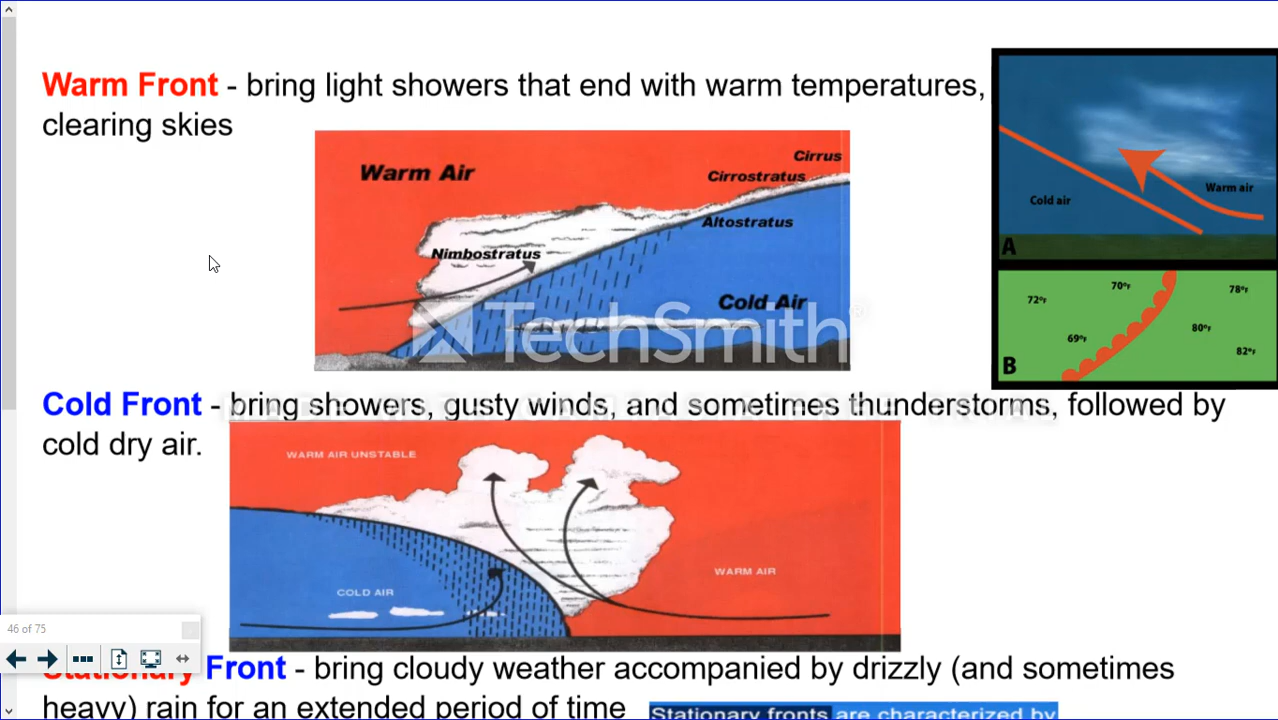 Warm Front - bring light showers that end with warm temperatures,
clearing skies
Warm Air
Cirrus
Cirrostratus
Altostratus
Nimbostratus
Cold Air
TechSmith®
Cold air
Warm air
A
70°F
78°F
72°F
80°F
69°F
82°F
B
Cold Front - bring showers, gusty winds, and sometimes thunderstorms, followed by
cold dry air.
WARM AIR UNSTABLE
WARM AIR
COLD AIR
46 of 75
Stationary Front - bring cloudy weather accompanied by drizzly (and sometimes
heavy) rain for an extended period of time
Stationary fronts are characterized by